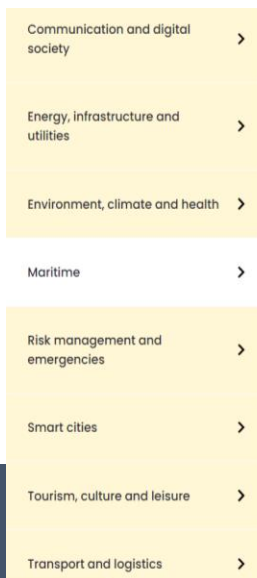 Communication and digital
society
Energy, infrastructure and
utilities
Environment, climate and health
Maritime
Risk management and
emergencies
Smart cities
Tourism, culture and leisure
Transport and logistics